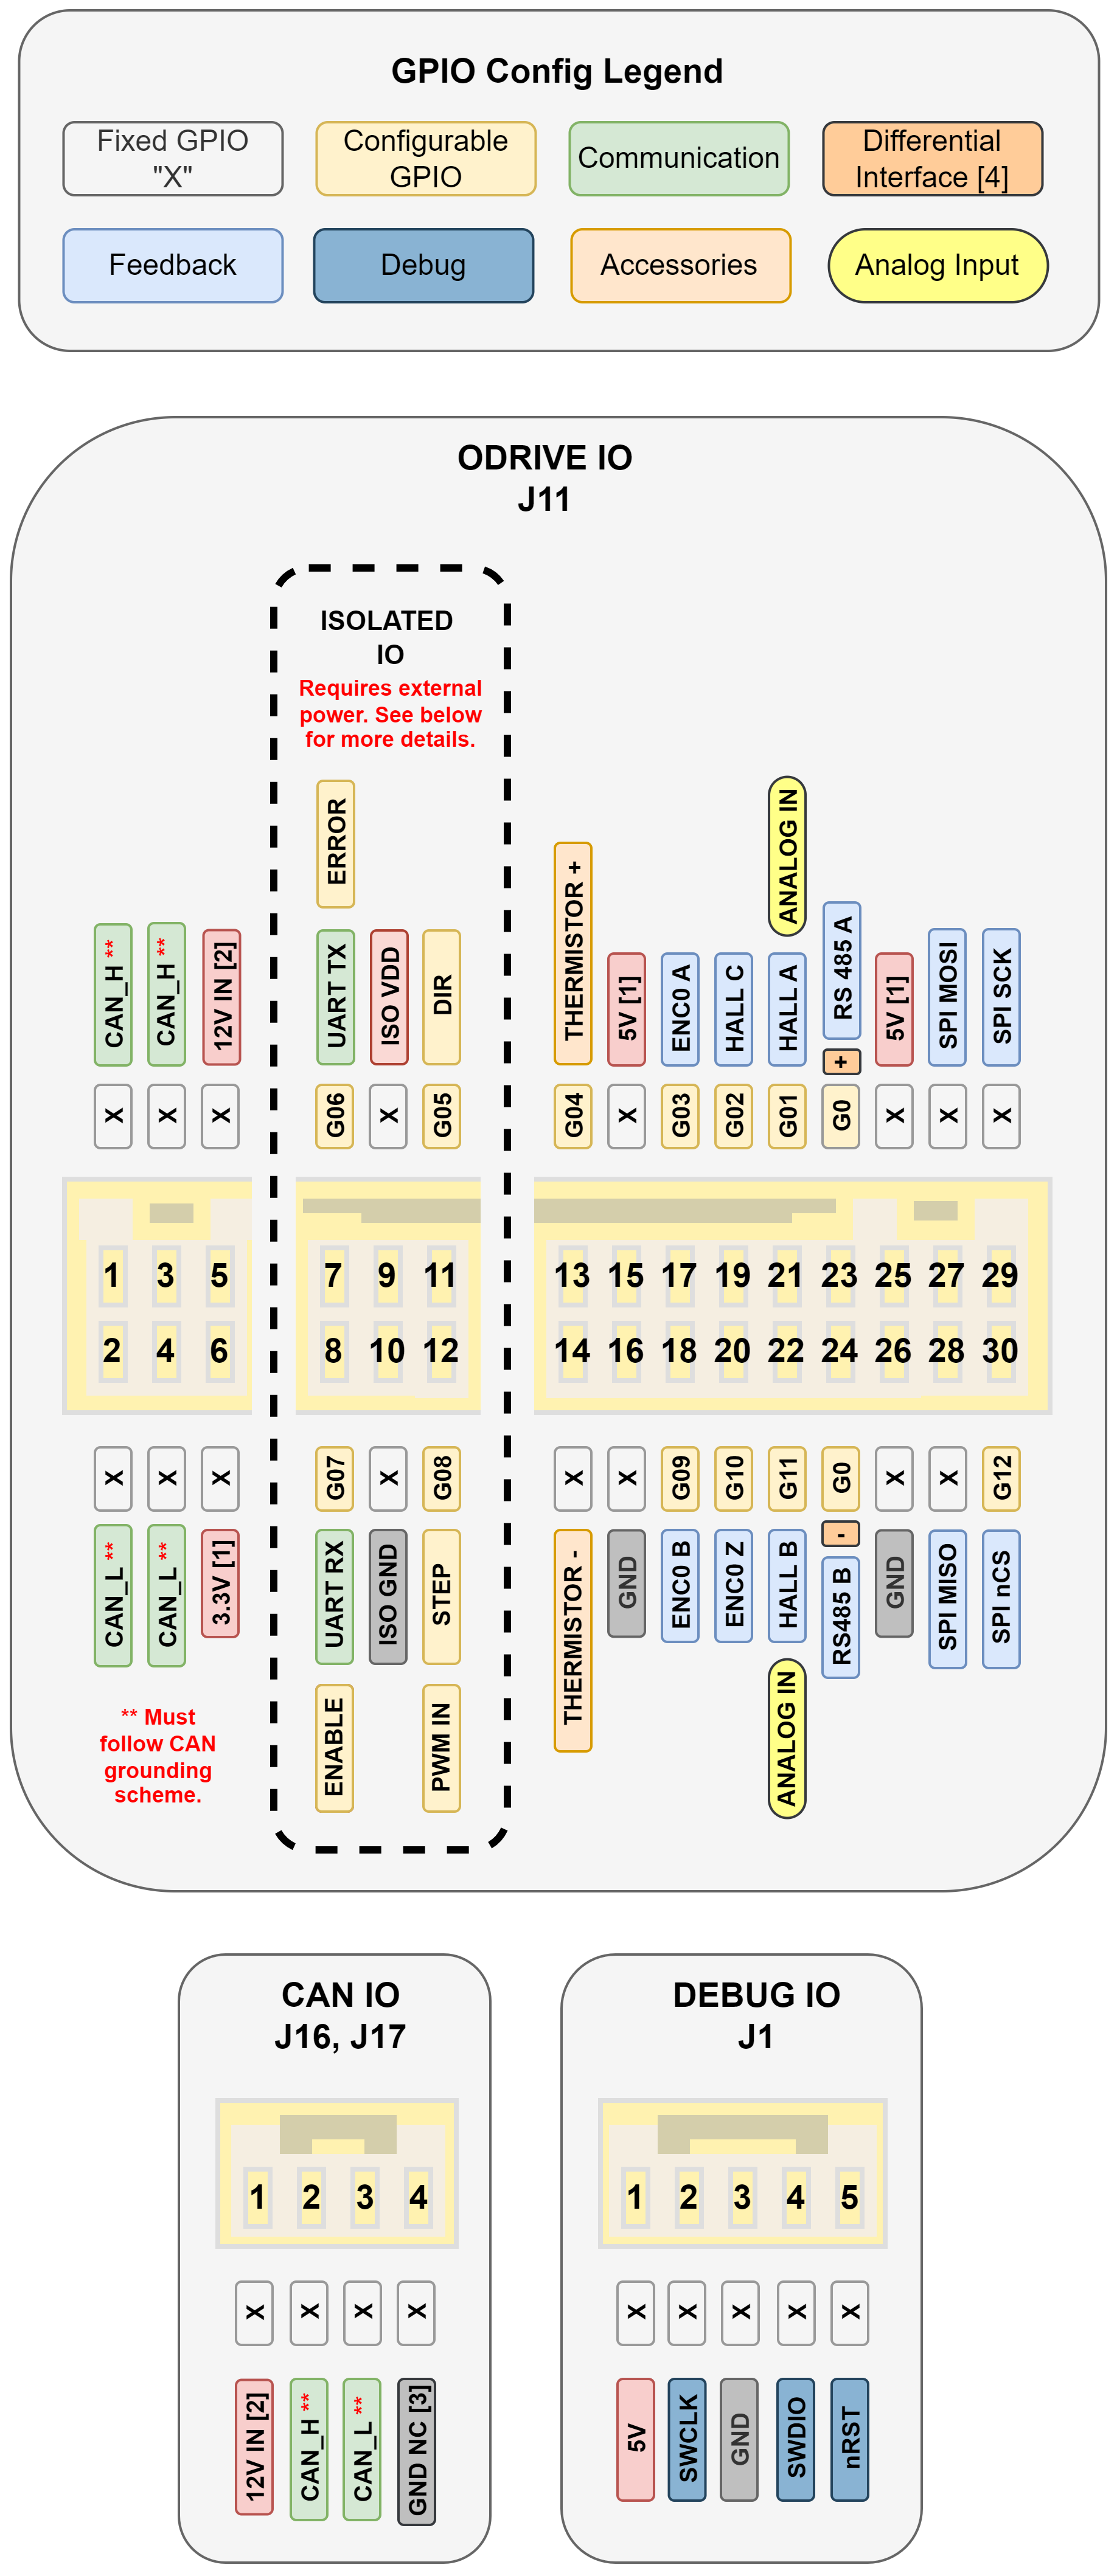 GPIO Config Legend
Fixed GPIO
"X"
Configurable
GPIO
Communication
Differential
Interface [4]
Feedback
Debug
Accessories
Analog Input
ODRIVE IO
J11
ISOLATED
IO
Requires external
power. See below
for more details.
ERROR
ANALOG IN
CAN_H **
CAN_H **
12V IN [2]
UART TX
ISO VDD
DIR
THERMISTOR +
5V [1]
ENC0 A
HALL C
HALL A
RS 485 A
5V [1]
SPI MOSI
SPI SCK
+
X
X
X
G06
X
G05
G04
X
G03
G02
G01
G0
X
X
X
1 3 5 7 9 11 13 15 17 19 21 23 25 27 29
2 4 6 8 10 12 14 16 18 20 22 24 26 28 30
X
X
X
G07
X
G08
X
X
G09
G10
G11
G0
X
X
G12
-
CAN_L **
CAN_L **
3.3V [1]
UART RX
ISO GND
STEP
THERMISTOR -
GND
ENC0 B
ENC0 Z
HALL B
RS485 B
GND
SPI MISO
SPI nCS
ENABLE
PWM IN
ANALOG IN
** Must
follow CAN
grounding
scheme.
CAN IO
J16, J17
1 2 3 4
X
X
X
X
12V IN [2]
CAN_H **
CAN_L **
GND NC [3]
DEBUG IO
J1
1 2 3 4 5
X
X
X
X
X
5V
SWCLK
GND
SWDIO
nRST